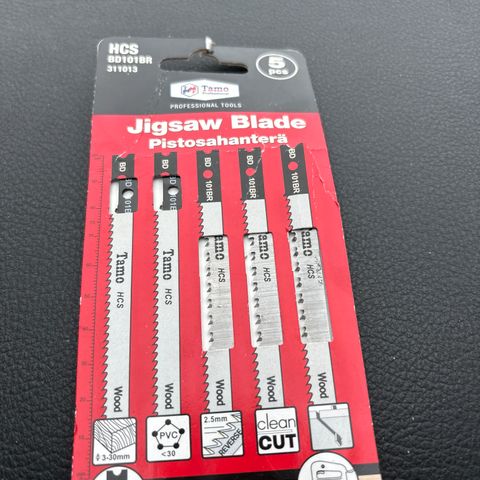 HCS
BD101BR
311013
5
pcs
Tamo
PROFESSIONAL TOOLS
Jigsaw Blade
Pistosahanterä
BD
BD
BD 101BR
BD 101BR
BD 101BR
Tamo HCS
Tamo HCS
HCS
HCS
HCS
Wood
Wood
Wood
Wood
Wood
3-30mm
PVC
<30
2.5mm
REVERSE
clean
CUT